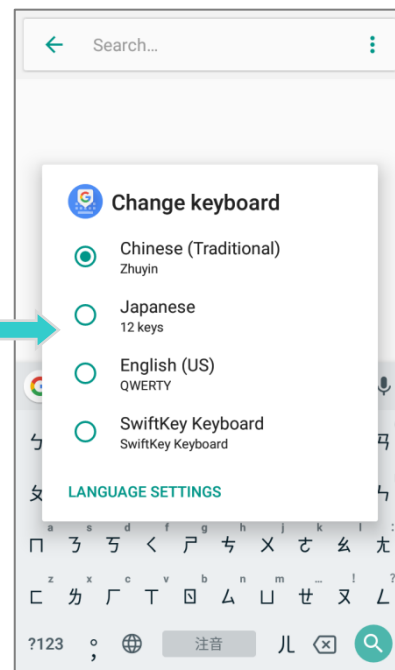 Search...
Change keyboard
Chinese (Traditional)
Zhuyin
Japanese
12 keys
English (US)
QWERTY
SwiftKey Keyboard
SwiftKey Keyboard
LANGUAGE SETTINGS
ㄅ ㄢ
ㄆ ㄣ
a s d f g h j k l :
ㄇ ㄋ ㄎ ㄑ ㄕ ㄘ ㄨ ㄜ ㄠ ㄤ
z x c v b n m ... ! ?
ㄈ ㄌ ㄏ ㄒ ㄖ ㄙ ㄩ ㄝ ㄡ ㄥ
?123 。 注音 ㄦ